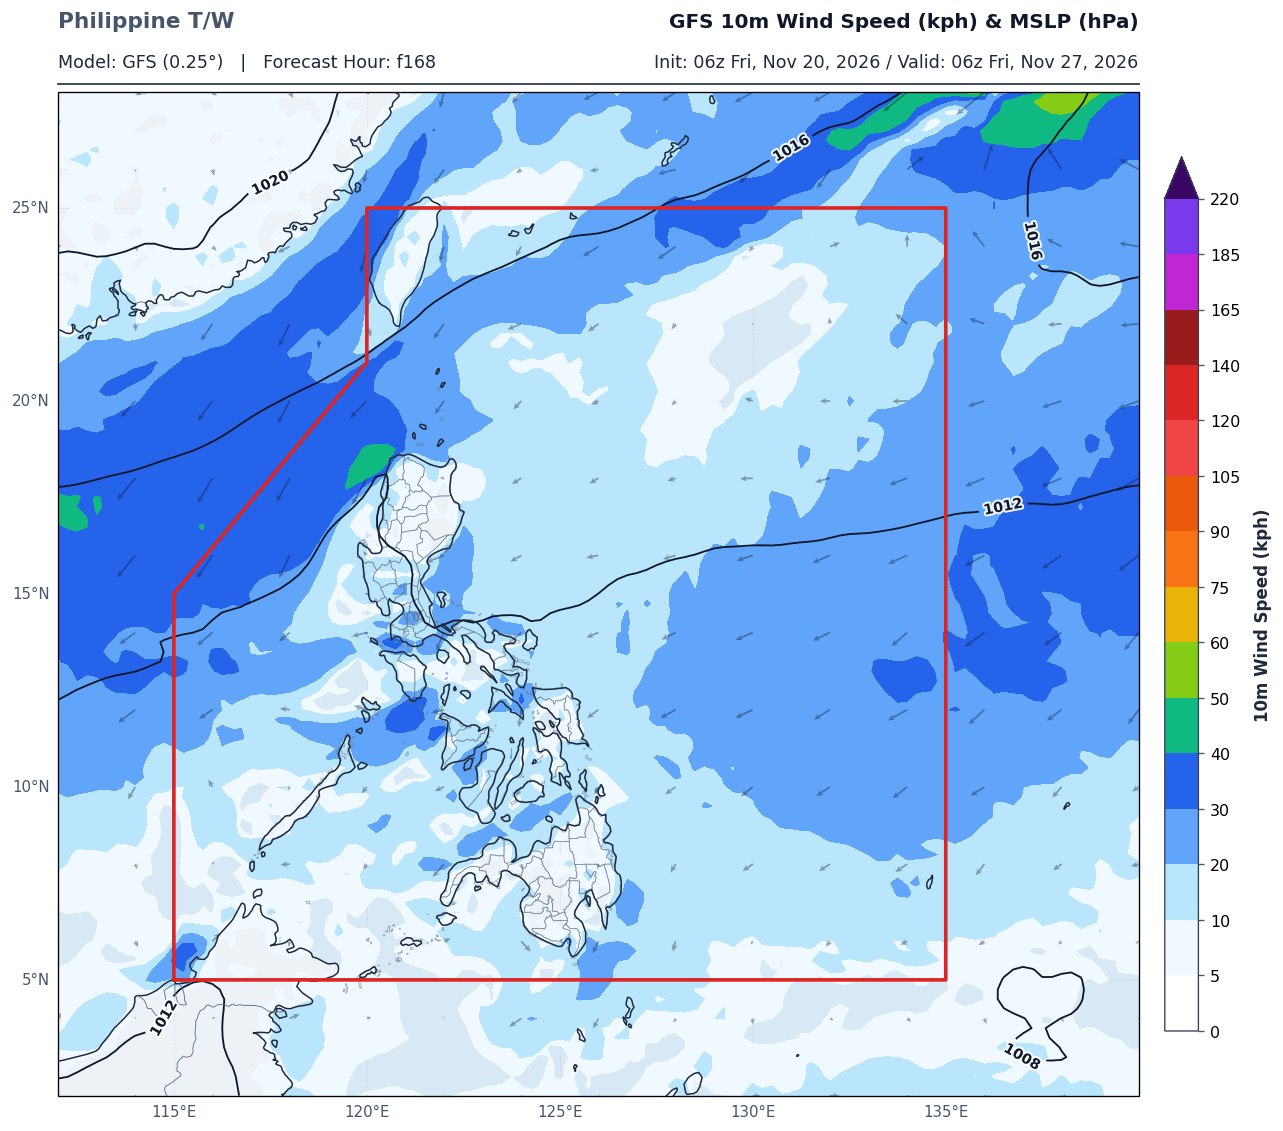 Philippine T/W
GFS 10m Wind Speed (kph) & MSLP (hPa)
Model: GFS (0.25°)   |   Forecast Hour: f168
Init: 06z Fri, Nov 20, 2026 / Valid: 06z Fri, Nov 27, 2026
1020
1016
1016
1012
1012
1008
25°N
20°N
15°N
10°N
5°N
115°E
120°E
125°E
130°E
135°E
220
185
165
140
120
105
90
75
60
50
40
30
20
10
5
0
10m Wind Speed (kph)